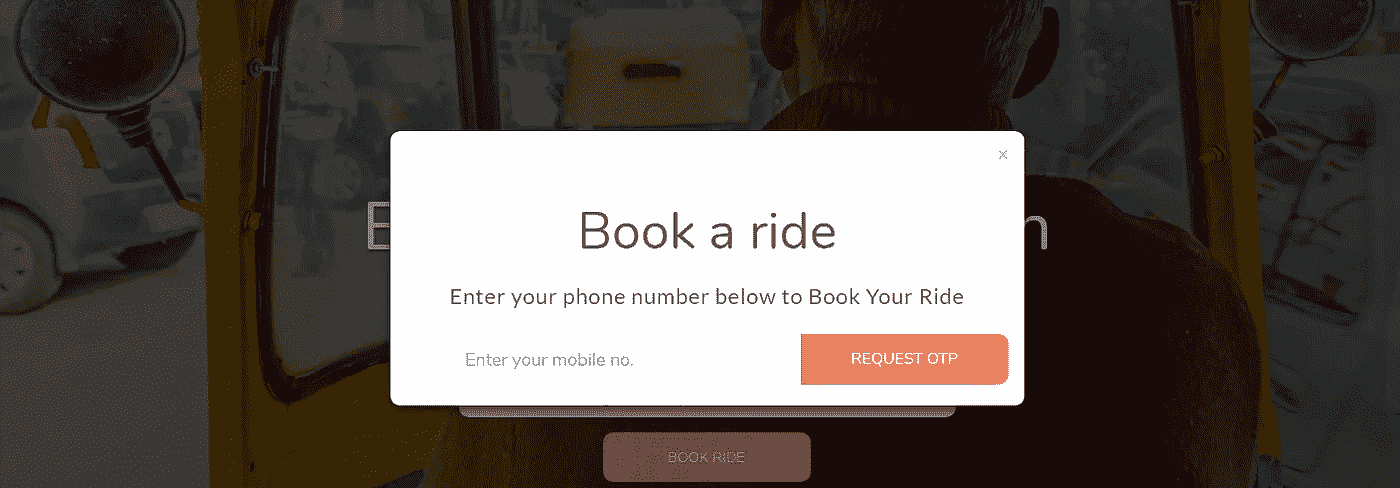 Book a ride
Enter your phone number below to Book Your Ride
Enter your mobile no.
REQUEST OTP
BOOK RIDE